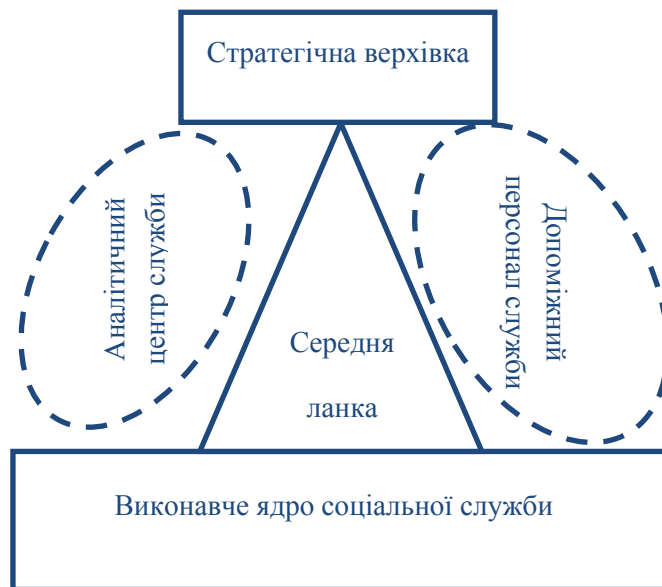 Стратегічна верхівка
Аналітичний
центр служби
Середня
ланка
Допоміжний
персонал служби
Виконавче ядро соціальної служби